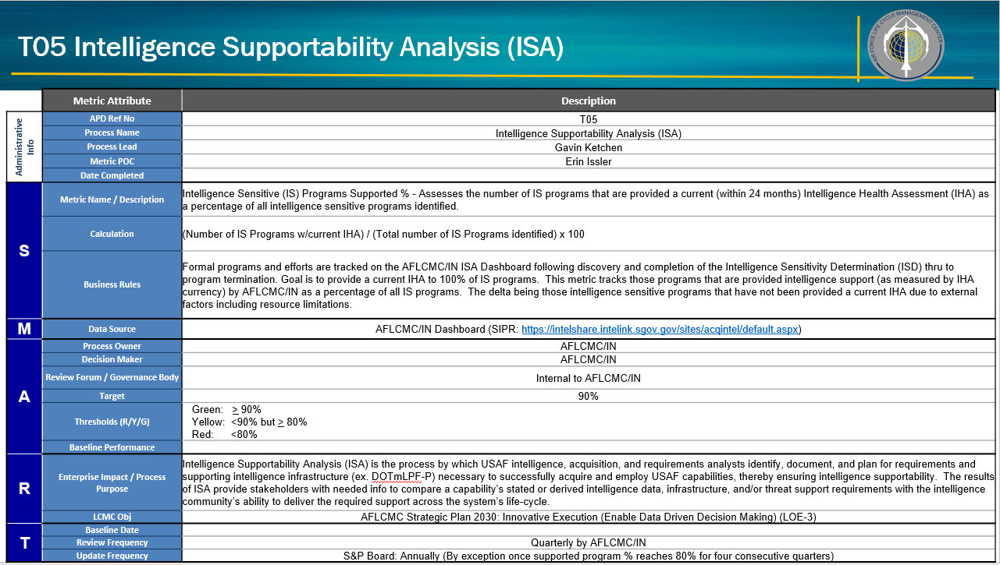 T05 Intelligence Supportability Analysis (ISA)
AIR FORCE LIFE CYCLE MANAGEMENT CENTER
Metric Attribute Description
Administrative
Info
APD Ref No T05
Process Name Intelligence Supportability Analysis (ISA)
Process Lead Gavin Ketchen
Metric POC Erin Issler
Date Completed
S
Metric Name / Description
Intelligence Sensitive (IS) Programs Supported % - Assesses the number of IS programs that are provided a current (within 24 months) Intelligence Health Assessment (IHA) as
a percentage of all intelligence sensitive programs identified.
Calculation (Number of IS Programs w/current IHA) / (Total number of IS Programs identified) x 100
Business Rules
Formal programs and efforts are tracked on the AFLCMC/IN ISA Dashboard following discovery and completion of the Intelligence Sensitivity Determination (ISD) thru to
program termination. Goal is to provide a current IHA to 100% of IS programs. This metric tracks those programs that are provided intelligence support (as measured by IHA
currency) by AFLCMC/IN as a percentage of all IS programs. The delta being those intelligence sensitive programs that have not been provided a current IHA due to external
factors including resource limitations.
M
Data Source AFLCMC/IN Dashboard (SIPR: https://intelshare.intelink.sgov.gov/sites/acqintel/default.aspx)
A
Process Owner AFLCMC/IN
Decision Maker AFLCMC/IN
Review Forum / Governance Body Internal to AFLCMC/IN
Target 90%
Thresholds (R/Y/G)
Green: > 90%
Yellow: <90% but > 80%
Red: <80%
Baseline Performance
R
Enterprise Impact / Process
Purpose
Intelligence Supportability Analysis (ISA) is the process by which USAF intelligence, acquisition, and requirements analysts identify, document, and plan for requirements and
supporting intelligence infrastructure (ex. DOTmLPF-P) necessary to successfully acquire and employ USAF capabilities, thereby ensuring intelligence supportability. The results
of ISA provide stakeholders with needed info to compare a capability's stated or derived intelligence data, infrastructure, and/or threat support requirements with the intelligence
community's ability to deliver the required support across the system's life-cycle.
LCMC Obj AFLCMC Strategic Plan 2030: Innovative Execution (Enable Data Driven Decision Making) (LOE-3)
T
Baseline Date
Review Frequency Quarterly by AFLCMC/IN
Update Frequency S&P Board: Annually (By exception once supported program % reaches 80% for four consecutive quarters)